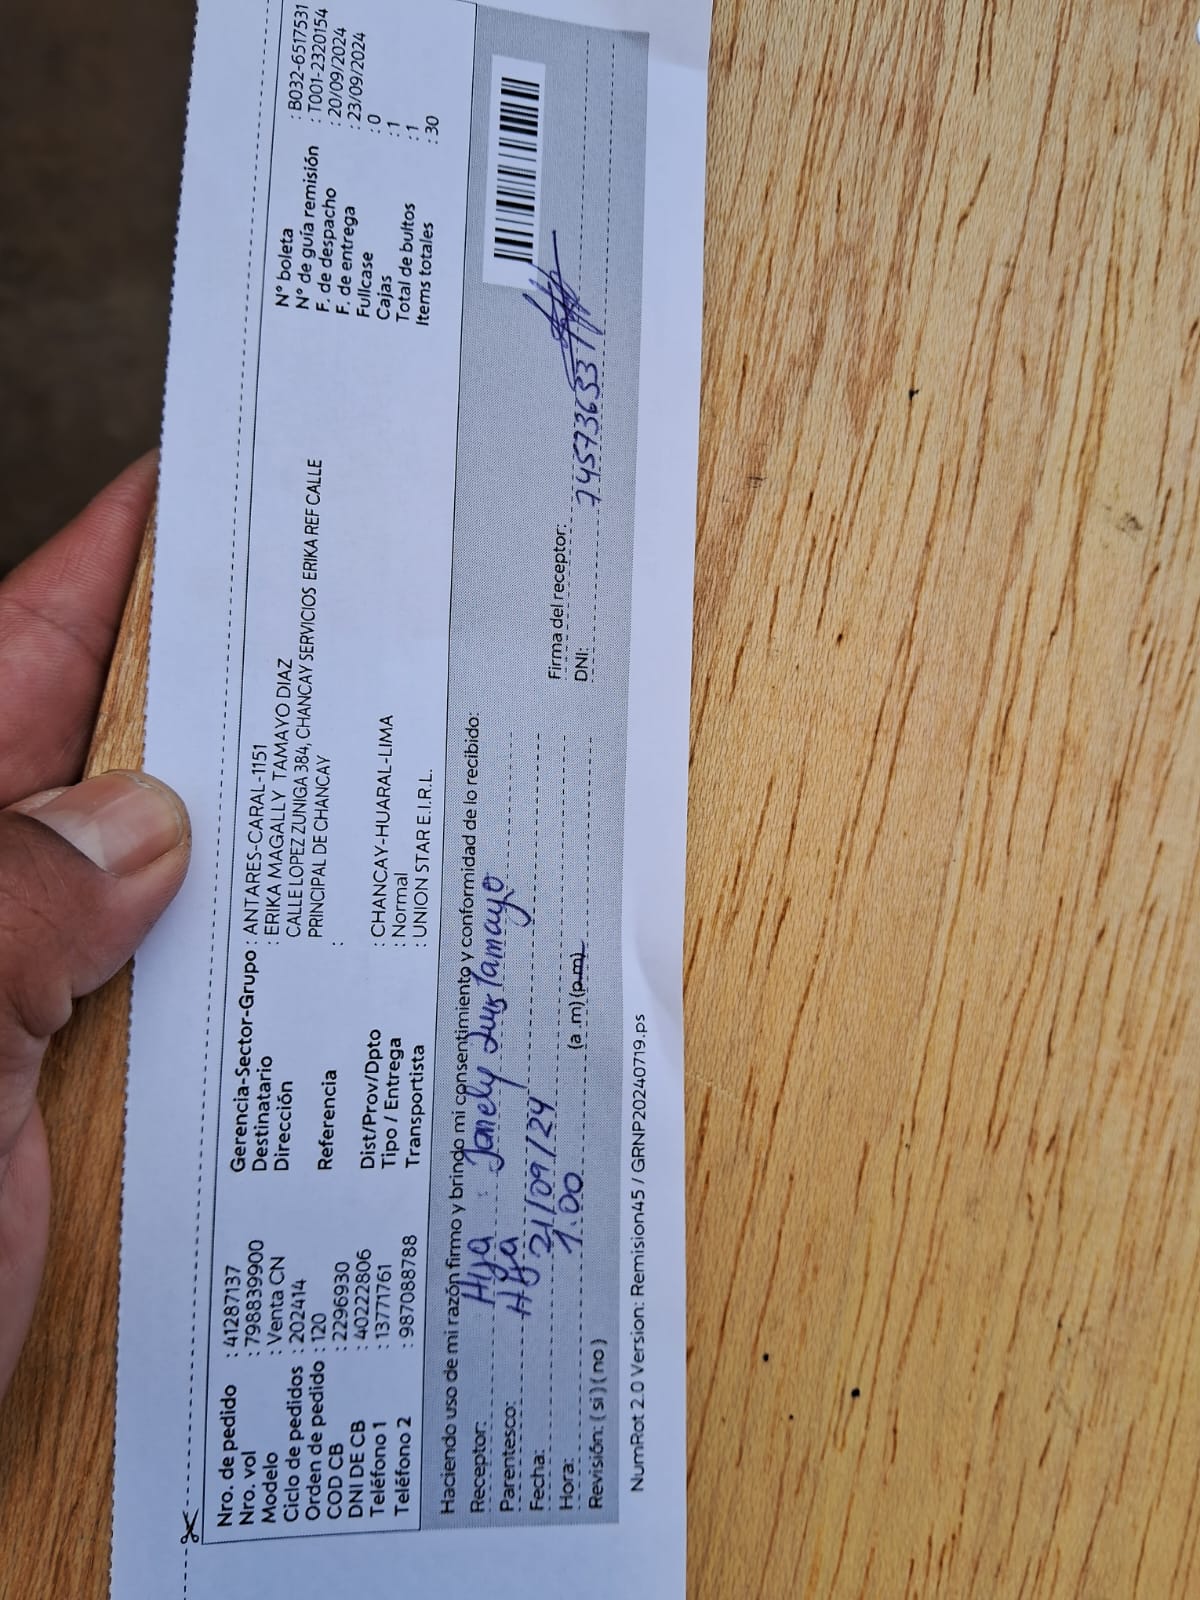 Nro. de pedido : 41287137
Nro. vol : 798839900
Modelo : Venta CN
Ciclo de pedidos : 202414
Orden de pedido : 120
COD CB : 2296930
DNI DE CB : 40222806
Teléfono 1 : 13771761
Teléfono 2 : 987088788
Gerencia-Sector-Grupo : ANTARES-CARAL-1151
Destinatario : ERIKA MAGALLY TAMAYO DIAZ
Dirección CALLE LOPEZ ZUNIGA 384, CHANCAY SERVICIOS ERIKA REF CALLE
PRINCIPAL DE CHANCAY
Referencia :
Dist/Prov/Dpto : CHANCAY-HUARAL-LIMA
Tipo / Entrega : Normal
Transportista : UNION STAR E.I.R.L.
N° boleta : B032-6517531
N° de guía remisión : T001-2320154
F. de despacho : 20/09/2024
F. de entrega : 23/09/2024
Fullcase : 0
Cajas : 1
Total de bultos : 1
Items totales : 30
Haciendo uso de mi razón firmo y brindo mi consentimiento y conformidad de lo recibido:
Receptor: Hija Janely Tamayo
Parentesco: Hija
Fecha: 21/09/24
Hora: 1:00 (a .m) (p.m)
Revisión: ( si ) ( no )
Firma del receptor:
DNI: 74573633
NumRot 2.0 Version: Remision45 / GRNP20240719.ps